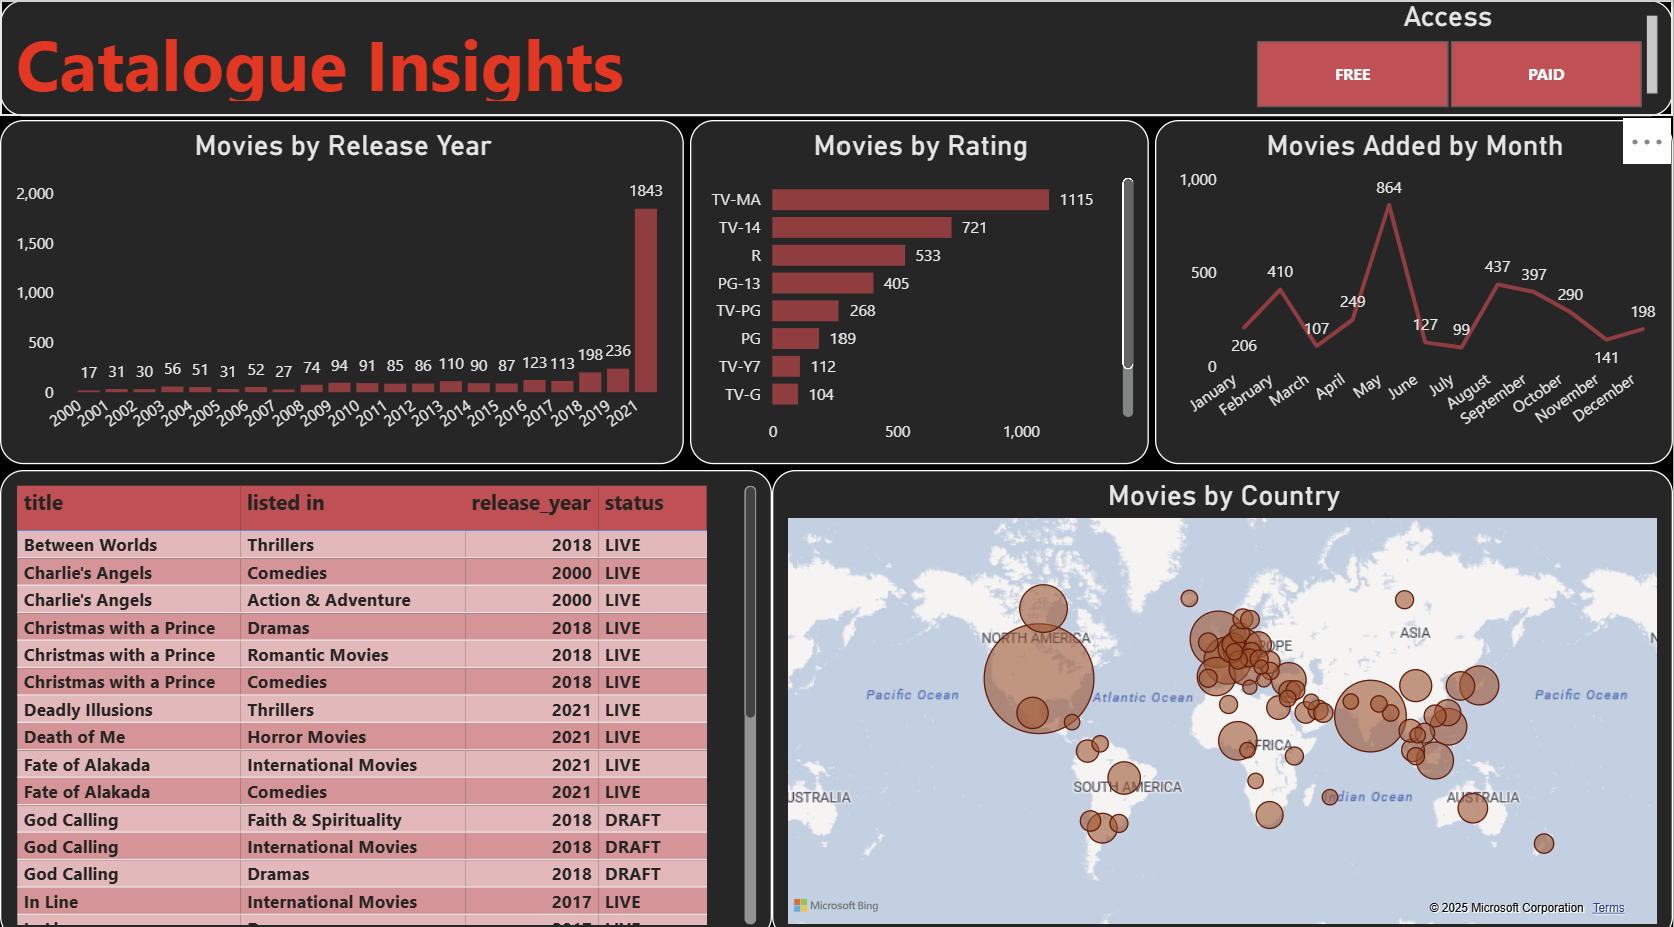 Catalogue Insights
Access
FREE
PAID
Movies by Release Year
2,000
1,500
1,000
500
0
17 31 30 56 51 31 52 27 74 94 91 85 86 110 90 87 123 113 198 236 1843
2000 2001 2002 2003 2004 2005 2006 2007 2008 2009 2010 2011 2012 2013 2014 2015 2016 2017 2018 2019 2021
Movies by Rating
TV-MA 1115
TV-14 721
R 533
PG-13 405
TV-PG 268
PG 189
TV-Y7 112
TV-G 104
0 500 1,000
Movies Added by Month
1,000
500
0
206 410 107 249 864 127 99 437 397 290 141 198
January February March April May June July August September October November December
title listed in release_year status
Between Worlds Thrillers 2018 LIVE
Charlie's Angels Comedies 2000 LIVE
Charlie's Angels Action & Adventure 2000 LIVE
Christmas with a Prince Dramas 2018 LIVE
Christmas with a Prince Romantic Movies 2018 LIVE
Christmas with a Prince Comedies 2018 LIVE
Deadly Illusions Thrillers 2021 LIVE
Death of Me Horror Movies 2021 LIVE
Fate of Alakada International Movies 2021 LIVE
Fate of Alakada Comedies 2021 LIVE
God Calling Faith & Spirituality 2018 DRAFT
God Calling International Movies 2018 DRAFT
God Calling Dramas 2018 DRAFT
In Line International Movies 2017 LIVE
Movies by Country
NORTH AMERICA
ASIA
Pacific Ocean
Atlantic Ocean
Pacific Ocean
AFRICA
SOUTH AMERICA
USTRALIA
Indian Ocean
AUSTRALIA
Microsoft Bing
© 2025 Microsoft Corporation Terms